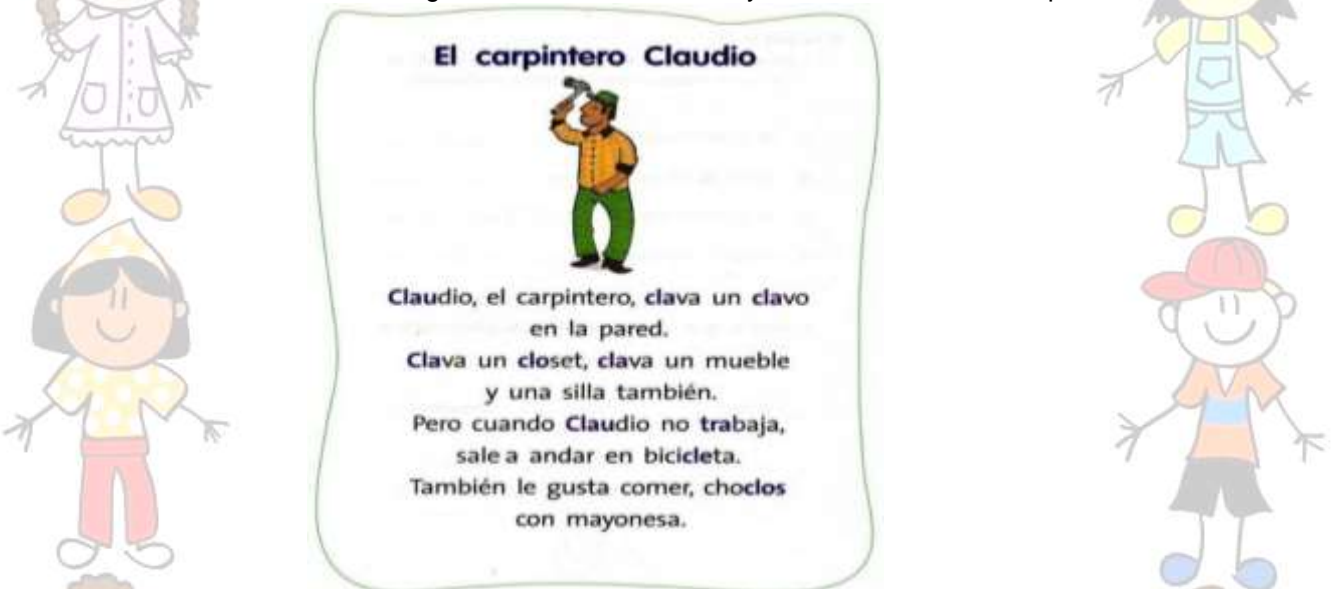 El carpintero Claudio
Claudio, el carpintero, clava un clavo
en la pared.
Clava un closet, clava un mueble
y una silla también.
Pero cuando Claudio no trabaja,
sale a andar en bicicleta.
También le gusta comer, choclos
con mayonesa.